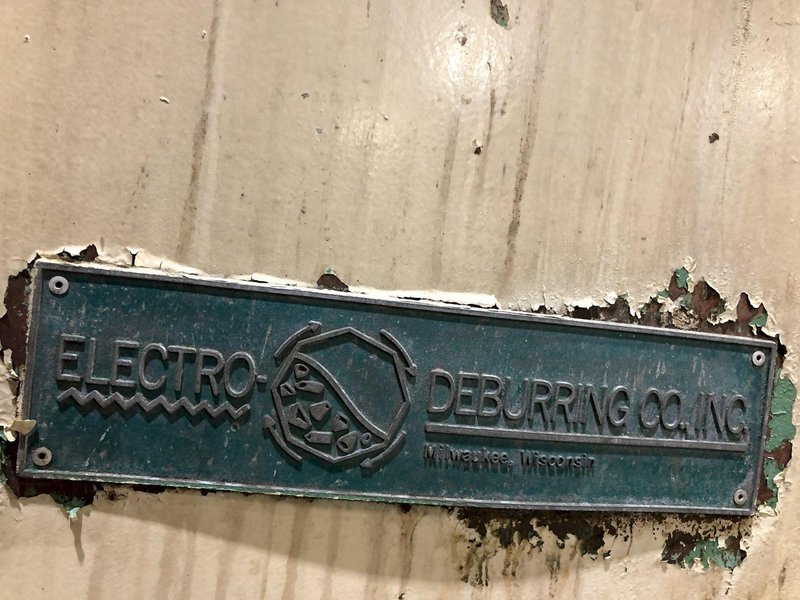 ELECTRO-DEBURRING CO., INC.
Milwaukee, Wisconsin